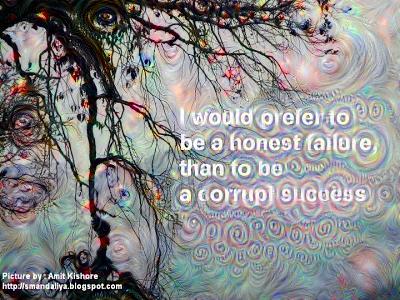 I would prefer to
be a honest failure,
than to be
a corrupt success
Picture by : Amit Kishore
http://smandaliya.blogspot.com